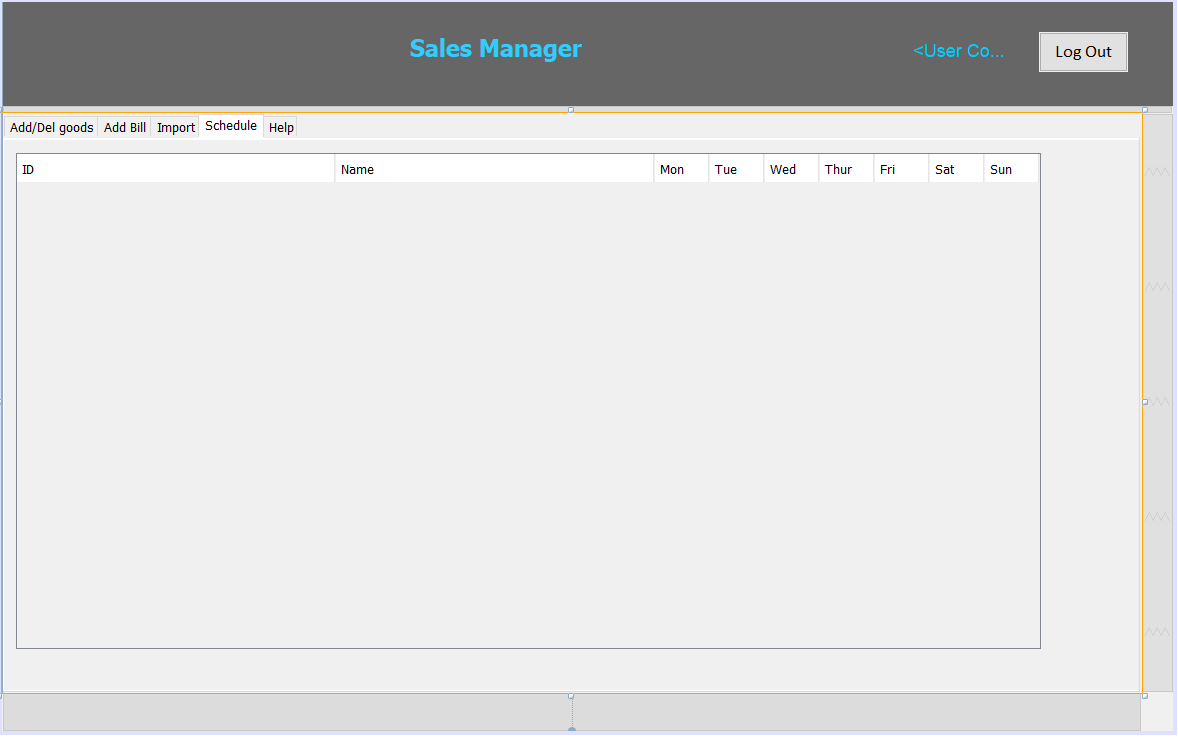 Sales Manager
<User Co...
Log Out
Add/Del goods Add Bill Import Schedule Help
ID Name Mon Tue Wed Thur Fri Sat Sun